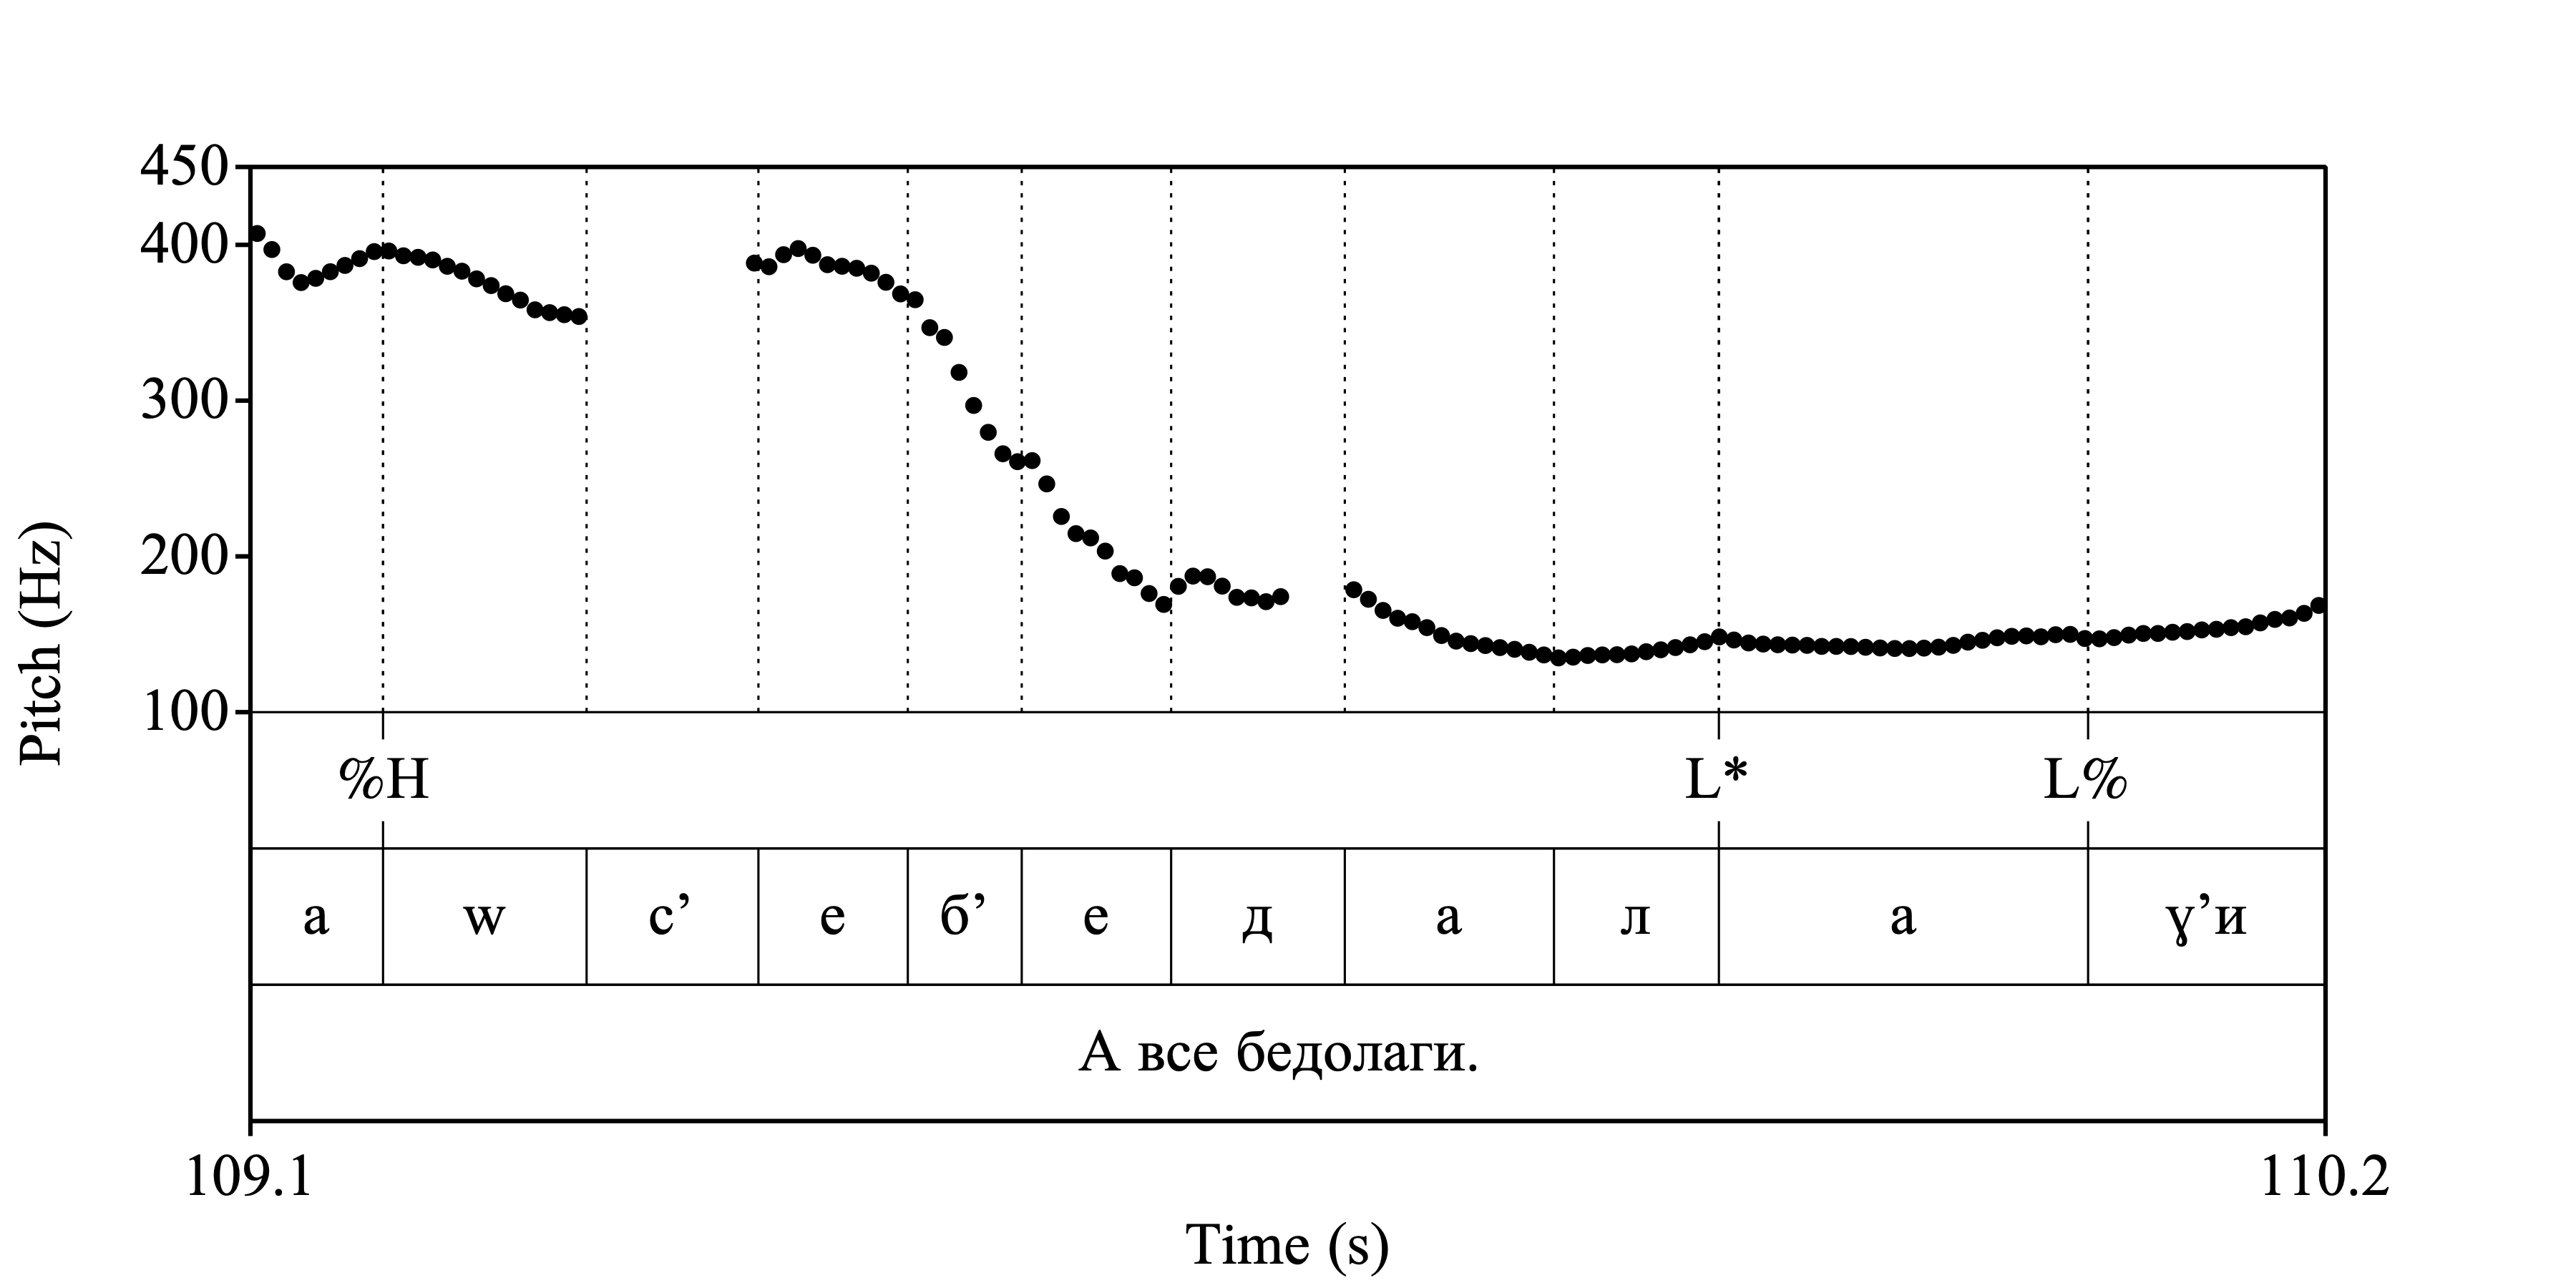 450
400
300
200
100
Pitch (Hz)
%H L* L%
а w с’ е б’ е д а л а ɣ’и
А все бедолаги.
109.1 110.2
Time (s)